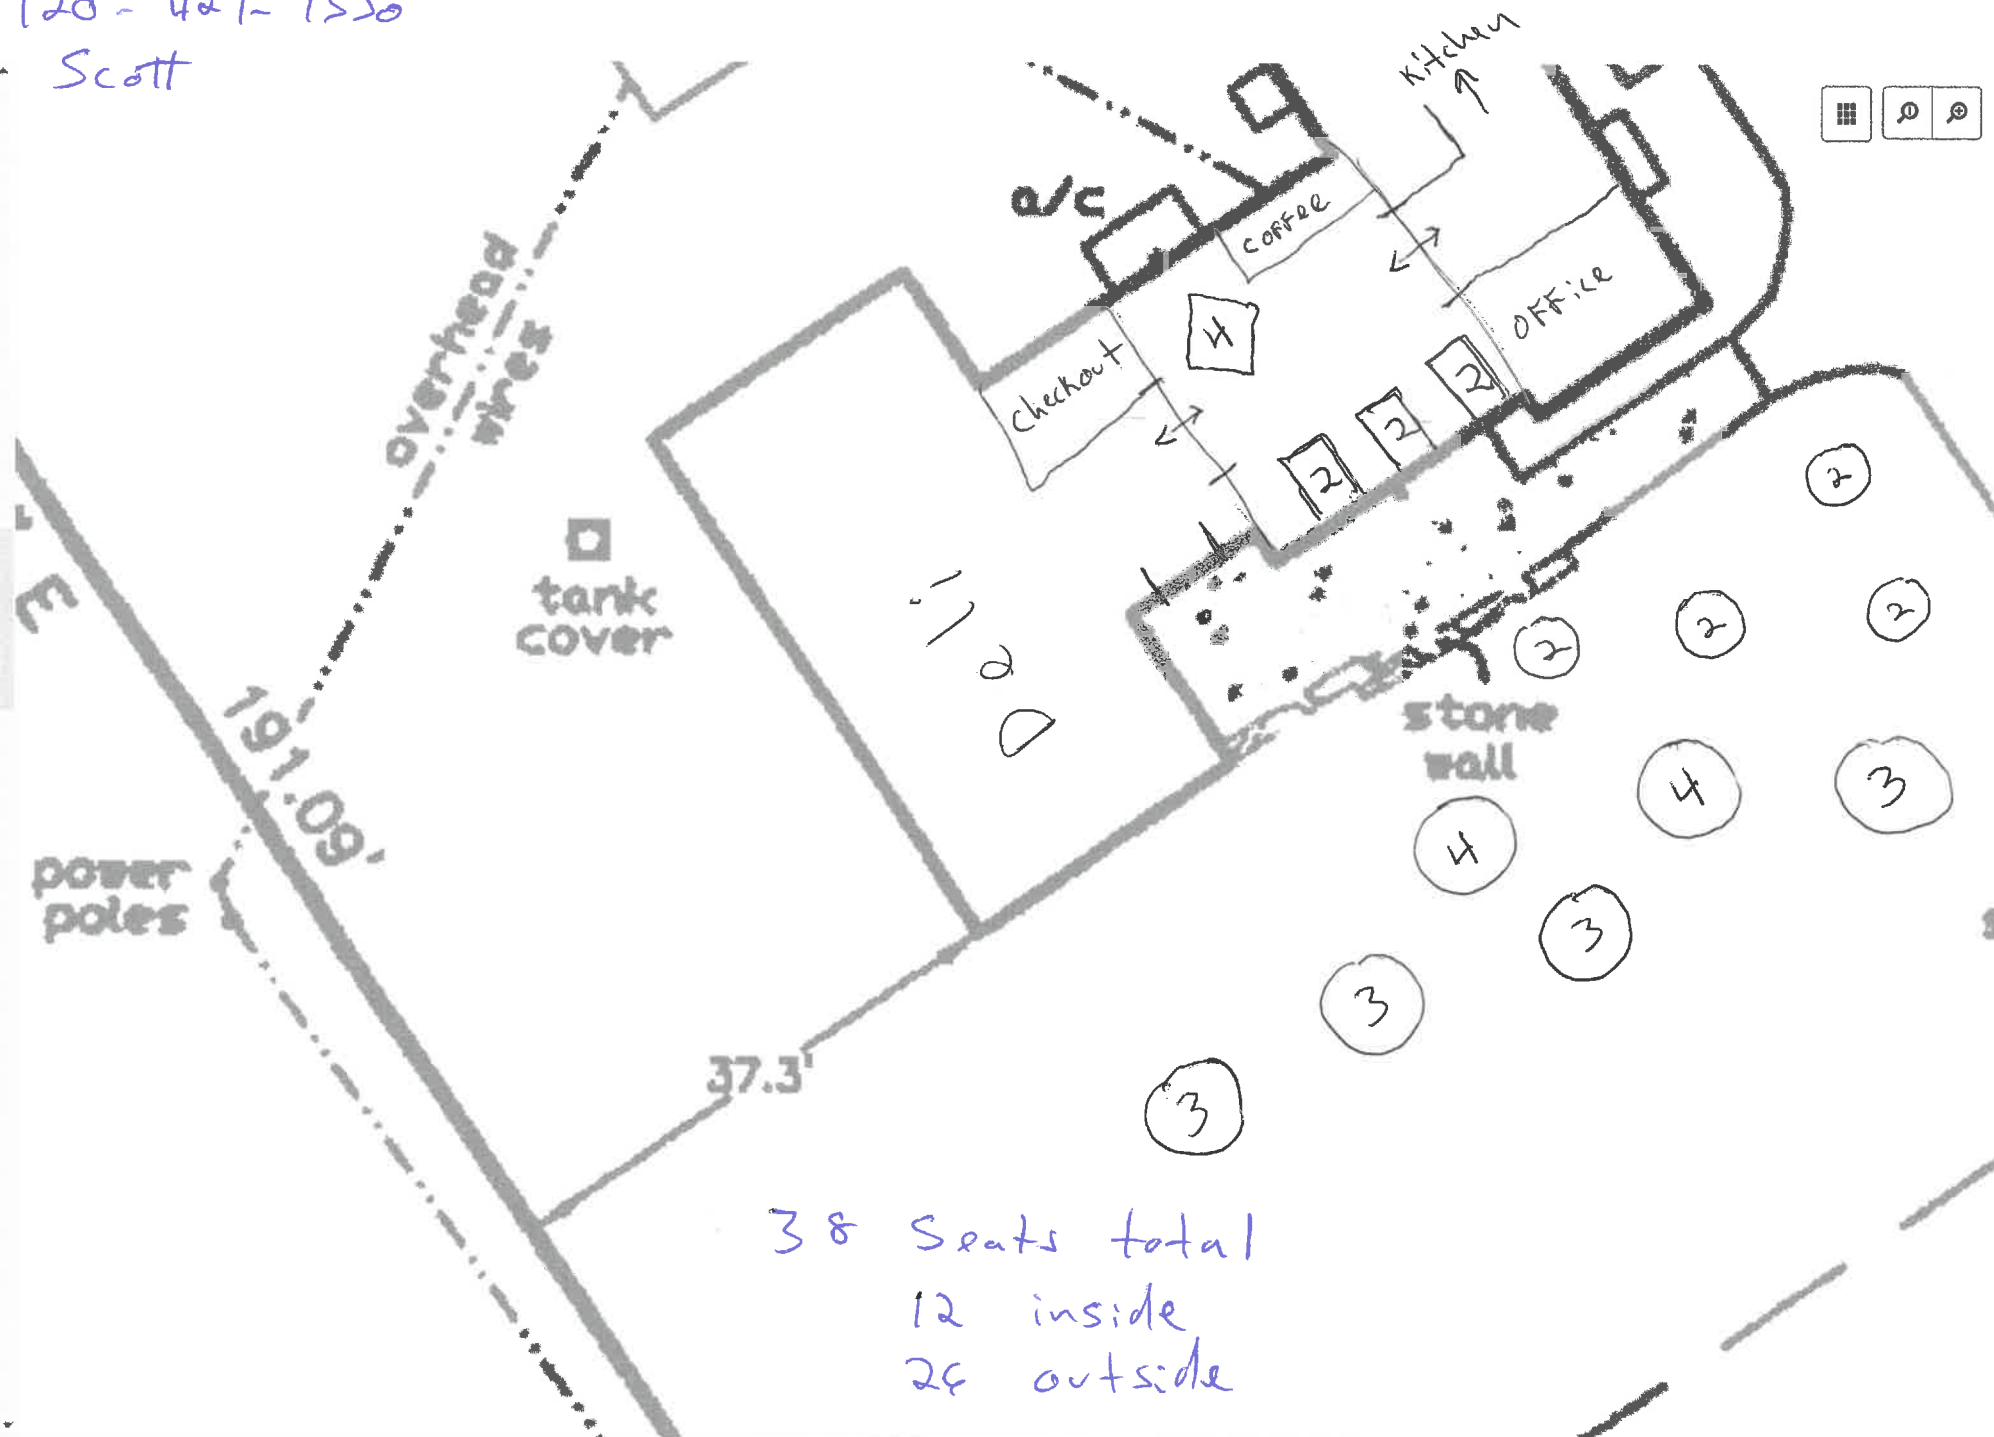 Scott
Kitchen
a/c
coffee
overhead
wires
4
OFFice
checkout
2
2
2
2
tank
cover
Deli
2
2
2
stone
wall
191.09'
4
3
4
power
poles
3
3
37.3'
3
38 Seats total
12 inside
26 outside